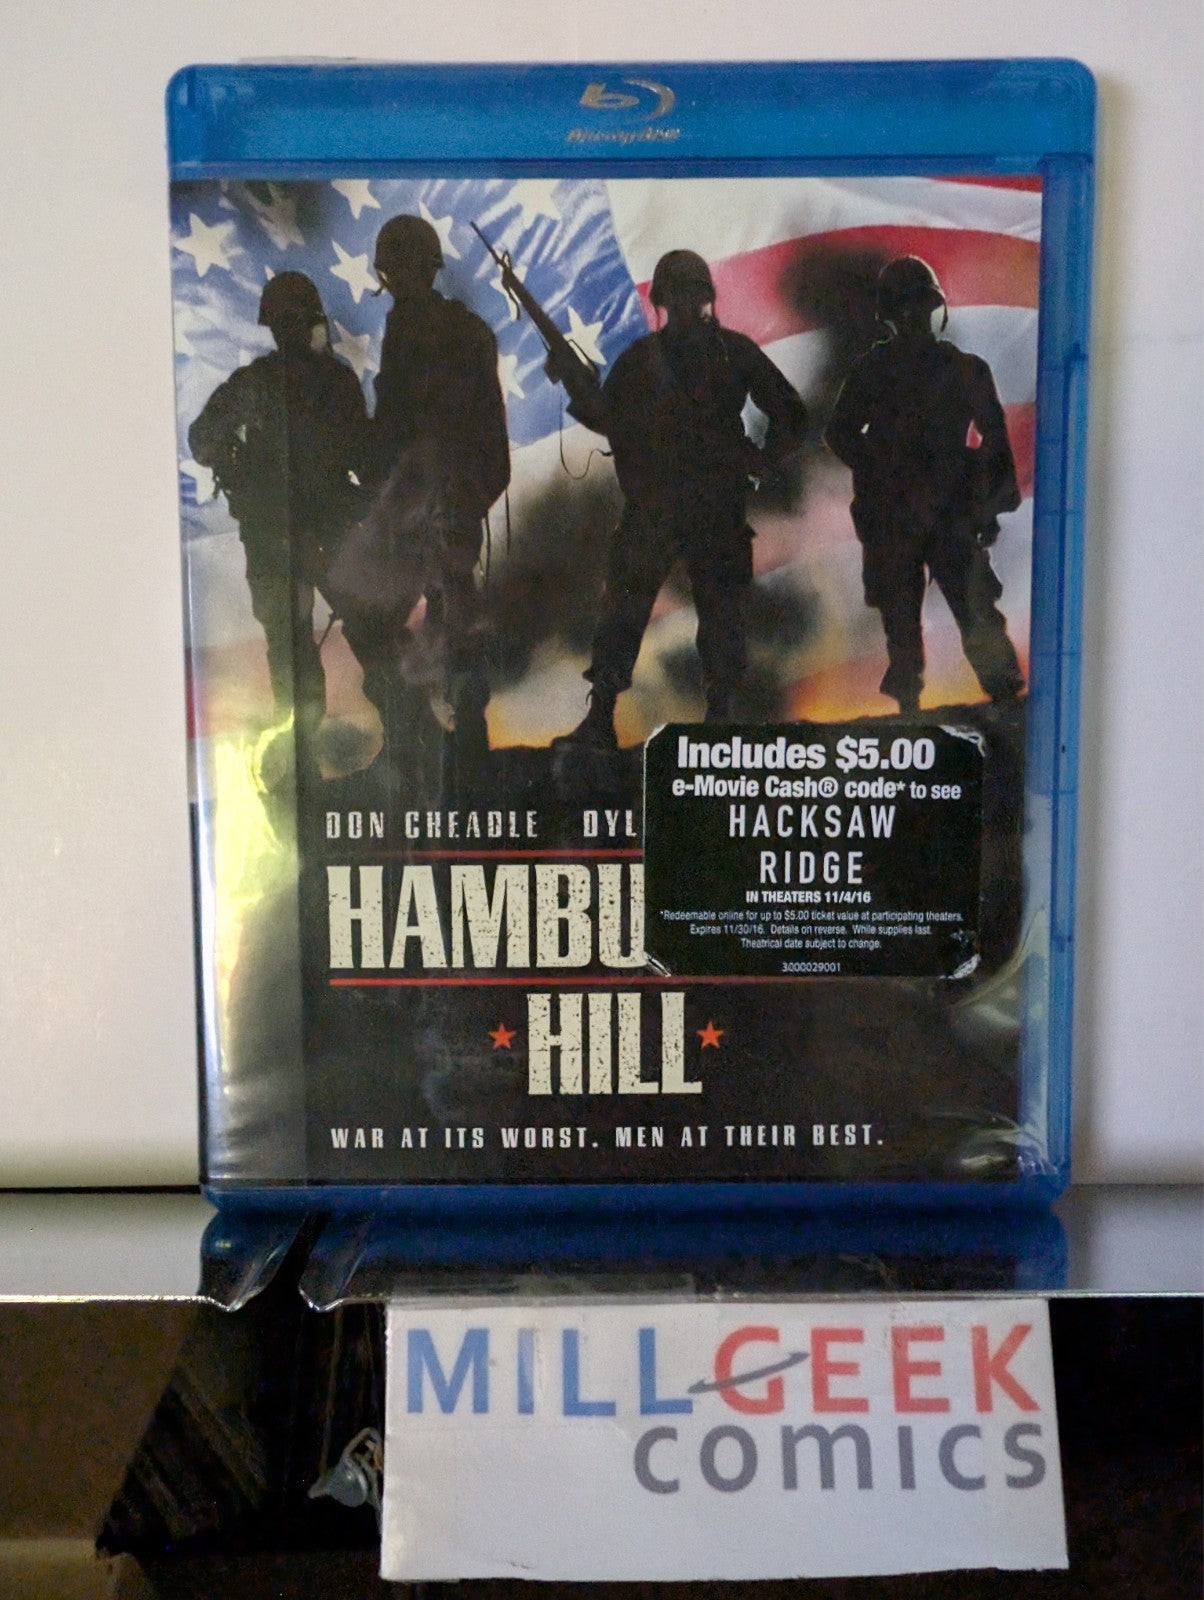 Blu-ray Disc
DON CHEADLE DYL
HAMBU
HILL
WAR AT ITS WORST. MEN AT THEIR BEST.
Includes $5.00
e-Movie Cash® code* to see
HACKSAW
RIDGE
IN THEATERS 11/4/16
*Redeemable online for up to $5.00 ticket value at participating theaters.
Expires 11/30/16. Details on reverse. While supplies last.
Theatrical date subject to change.
3000029001
MILLGEEK
comics